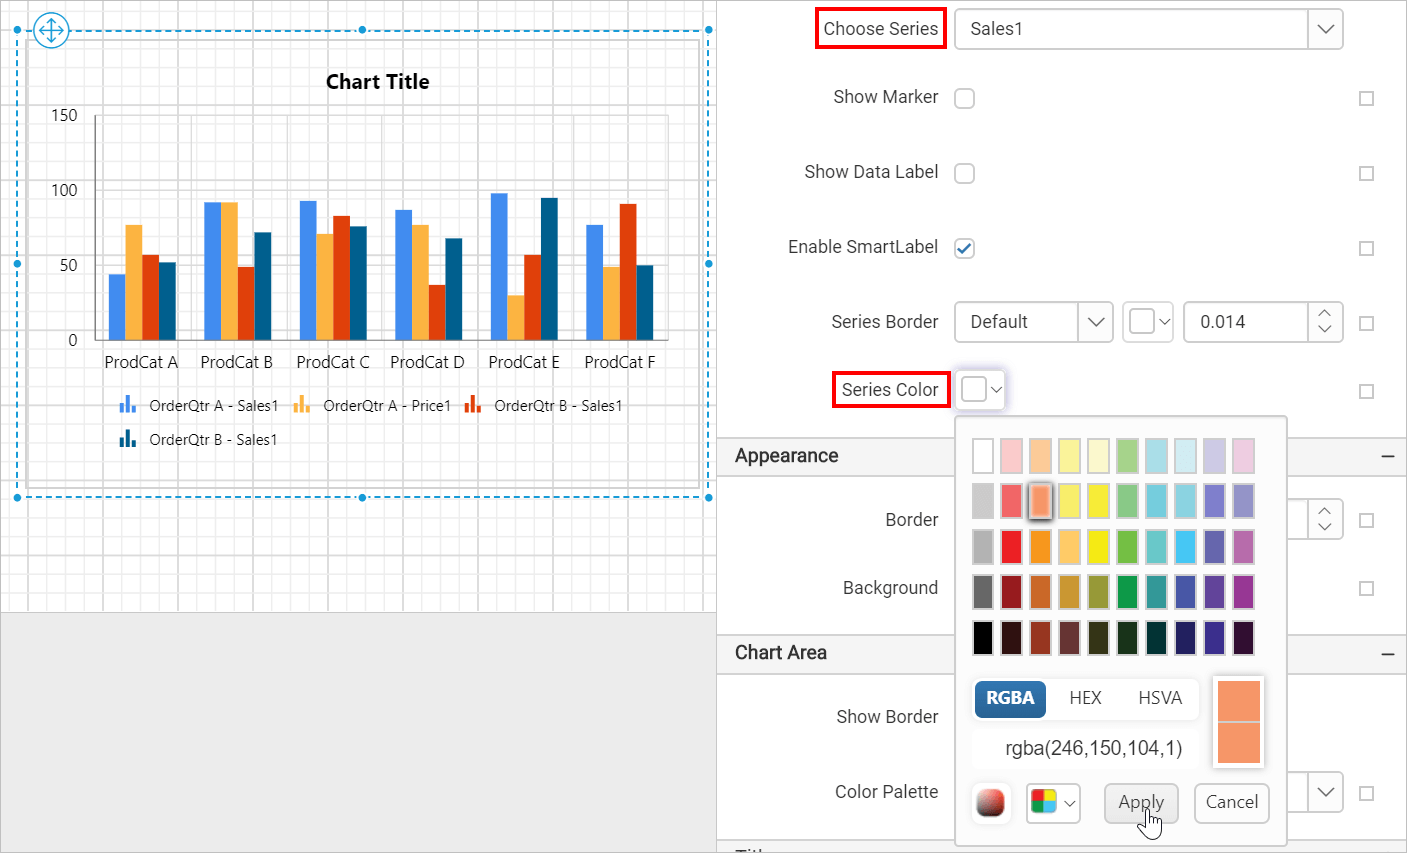 Chart Title
150
100
50
0
ProdCat A ProdCat B ProdCat C ProdCat D ProdCat E ProdCat F
OrderQtr A - Sales1 OrderQtr A - Price1 OrderQtr B - Sales1
OrderQtr B - Sales1
Choose Series Sales1
Show Marker
Show Data Label
Enable SmartLabel
Series Border Default 0.014
Series Color
Appearance
Border
Background
Chart Area
Show Border
Color Palette
RGBA HEX HSVA
rgba(246,150,104,1)
Apply Cancel